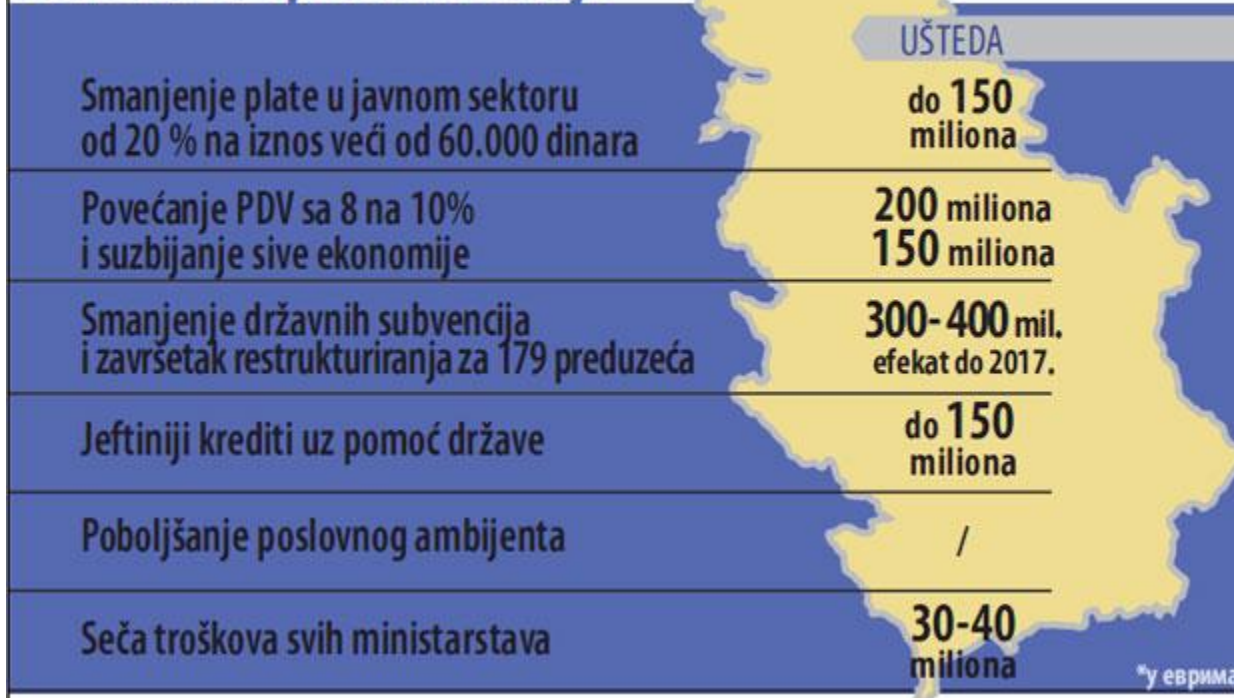 UŠTEDA
Smanjenje plate u javnom sektoru
od 20 % na iznos veći od 60.000 dinara
do 150
miliona
Povećanje PDV sa 8 na 10%
i suzbijanje sive ekonomije
200 miliona
150 miliona
Smanjenje državnih subvencija
i završetak restrukturiranja za 179 preduzeća
300-400 mil.
efekat do 2017.
Jeftiniji krediti uz pomoć države
do 150
miliona
Poboljšanje poslovnog ambijenta
/
Seča troškova svih ministarstava
30-40
miliona
*у еврима